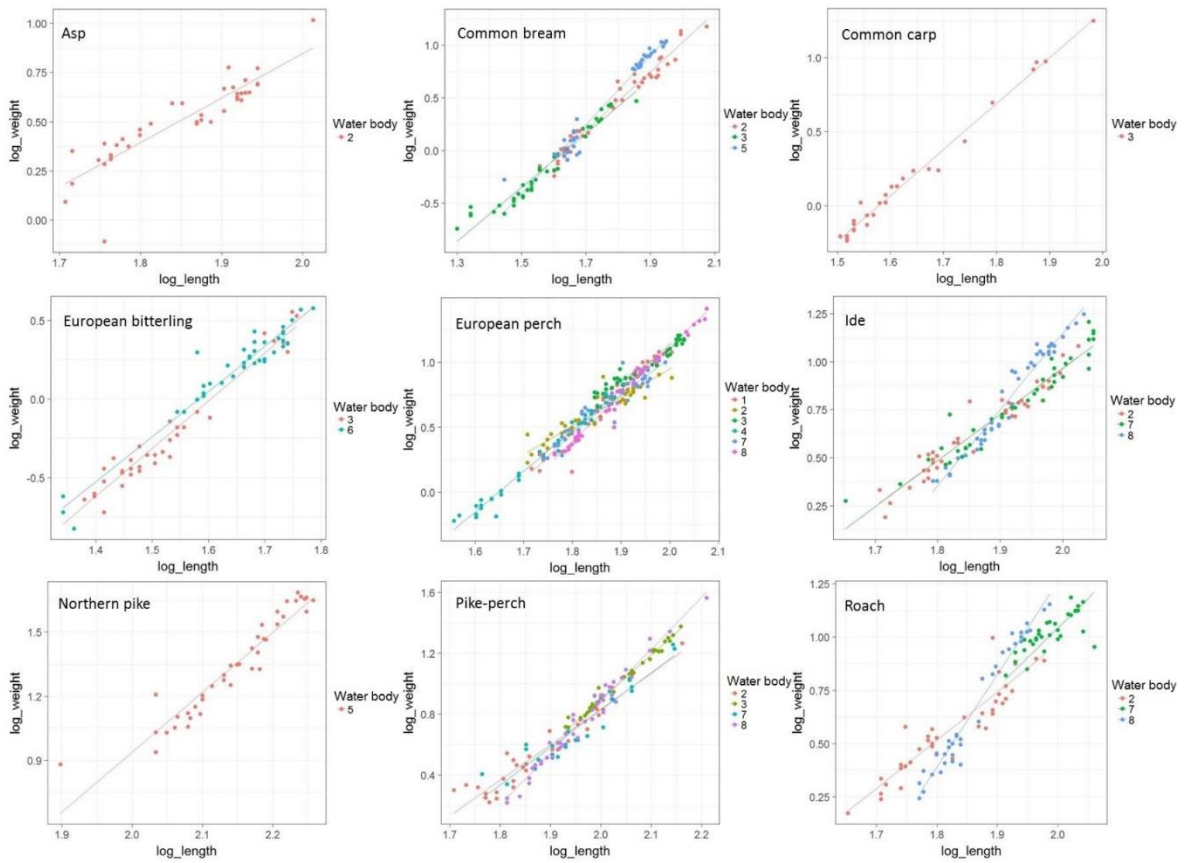 Asp
log_weight
1.00
0.75
0.50
0.25
0.00
1.7
1.8
1.9
2.0
log_length
Water body
2
Common bream
log_weight
1.0
0.5
0.0
-0.5
1.3
1.5
1.7
1.9
2.1
log_length
Water body
2
3
5
Common carp
log_weight
1.0
0.5
0.0
1.5
1.6
1.7
1.8
1.9
2.0
log_length
Water body
3
European bitterling
log_weight
0.5
0.0
-0.5
1.4
1.5
1.6
1.7
1.8
log_length
Water body
3
6
European perch
log_weight
1.0
0.5
0.0
1.6
1.7
1.8
1.9
2.0
2.1
log_length
Water body
1
2
3
4
7
8
Ide
log_weight
1.25
1.00
0.75
0.50
0.25
1.7
1.8
1.9
2.0
log_length
Water body
2
7
8
Northern pike
log_weight
1.5
1.2
0.9
1.9
2.0
2.1
2.2
log_length
Water body
5
Pike-perch
log_weight
1.6
1.2
0.8
0.4
1.7
1.8
1.9
2.0
2.1
2.2
log_length
Water body
2
3
7
8
Roach
log_weight
1.25
1.00
0.75
0.50
0.25
1.7
1.8
1.9
2.0
log_length
Water body
2
7
8